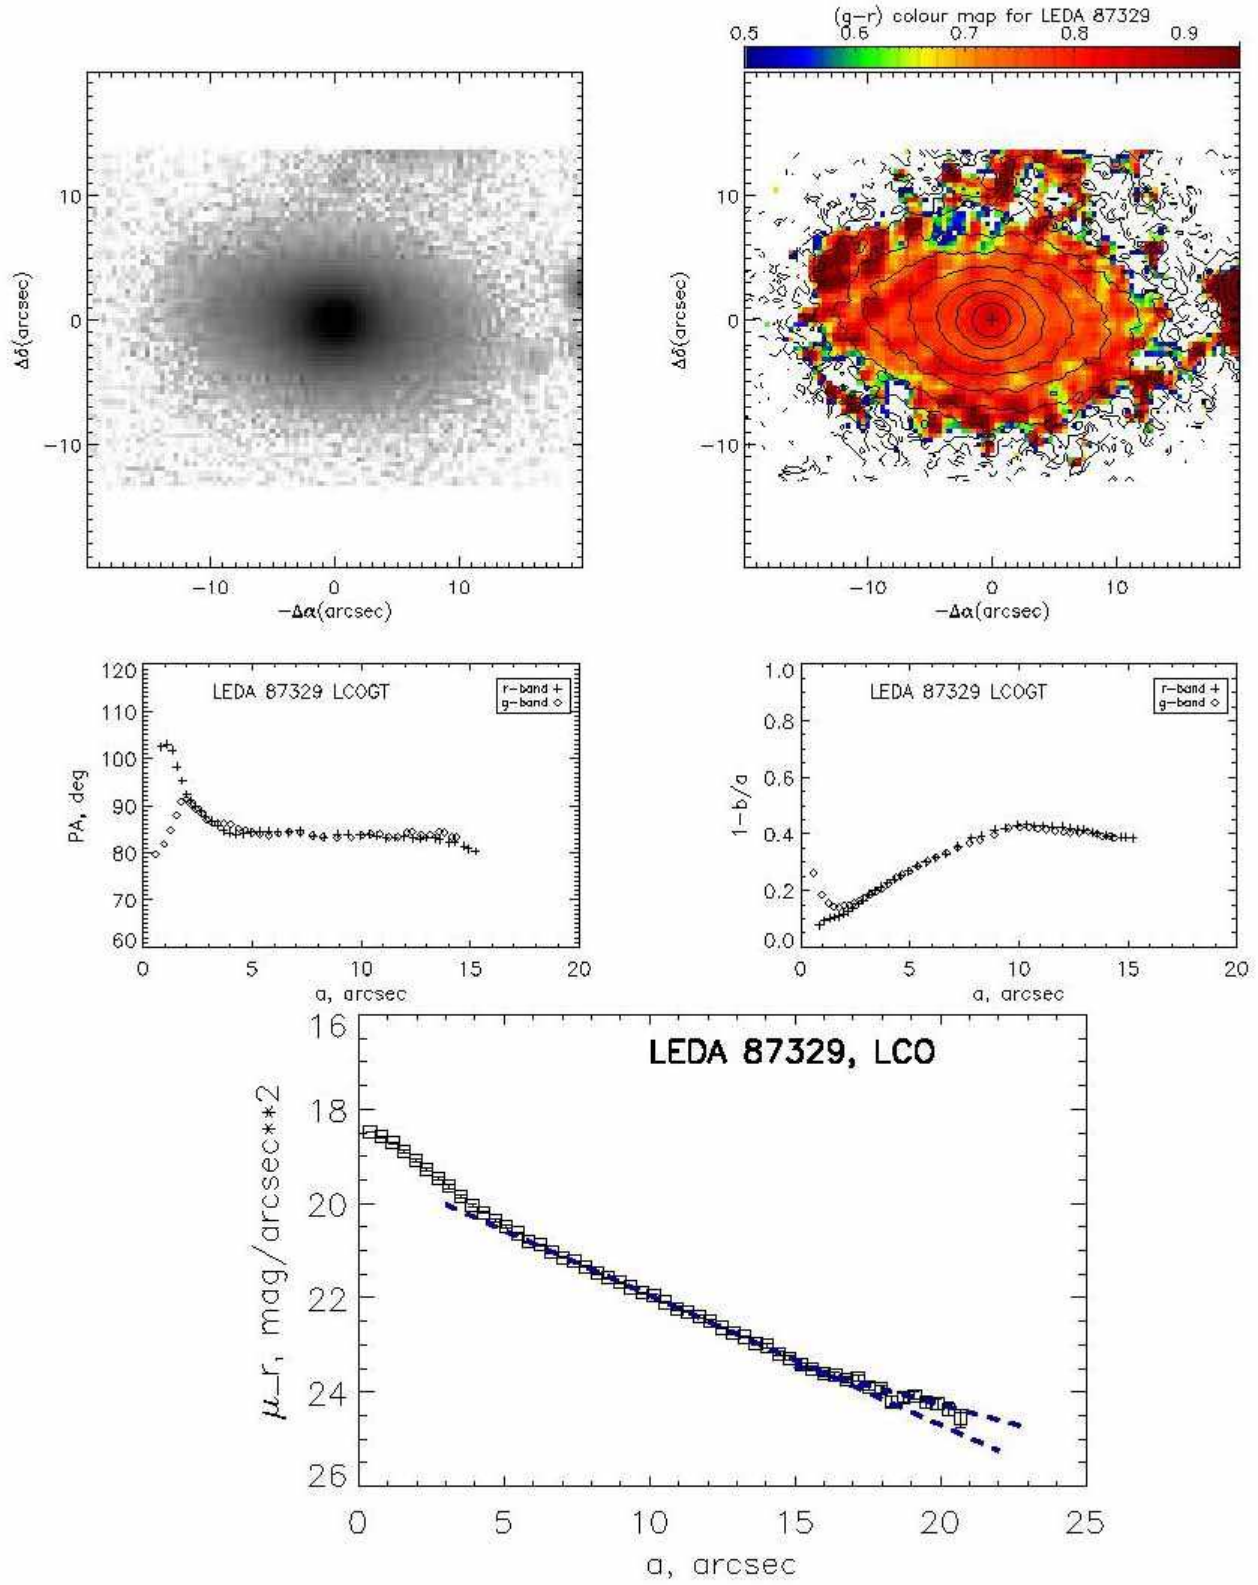 (g-r) colour map for LEDA 87329
0.5 0.6 0.7 0.8 0.9
10
0
-10
Δδ(arcsec)
-10 0 10
-Δα(arcsec)
10
0
-10
Δδ(arcsec)
-10 0 10
-Δα(arcsec)
120
110
100
90
80
70
60
PA, deg
LEDA 87329 LCOGT
r-band +
g-band ◇
0 5 10 15 20
a, arcsec
1.0
0.8
0.6
0.4
0.2
0.0
1-b/a
LEDA 87329 LCOGT
r-band +
g-band ◇
0 5 10 15 20
a, arcsec
16
18
20
22
24
26
μ_r, mag/arcsec**2
LEDA 87329, LCO
0 5 10 15 20 25
a, arcsec